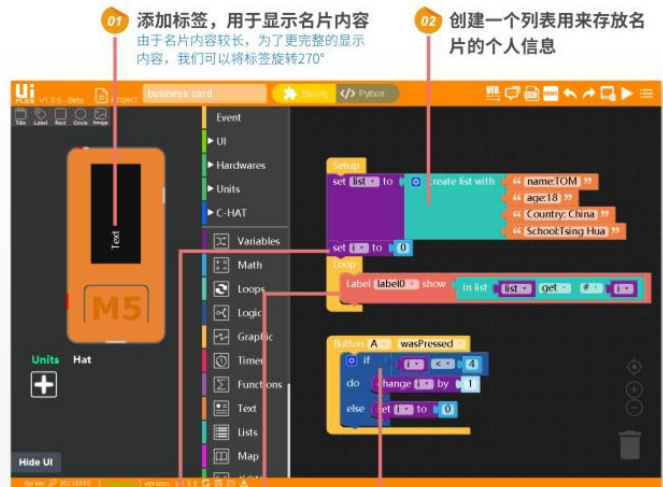 01 添加标签，用于显示名片内容
由于名片内容较长，为了更完整的显示
内容，我们可以将标签旋转270°
02 创建一个列表用来存放名
片的个人信息
Ui
FLOW
business card
Blockly </> Python
Title Label Rect Circle Image
Text
M5
Units Hat
Hide UI
Event
UI
Hardwares
Units
C-HAT
Variables
Math
Loops
Logic
Graphic
Timer
Functions
Text
Lists
Map
Setup
set list to create list with “ name:TOM ”
“ age:18 ”
“ Country: China ”
“ School:Tsing Hua ”
set i to 0
Loop
Label label0 show in list list get # i
Button A wasPressed
if i < 4
do change i by 1
else set i to 0